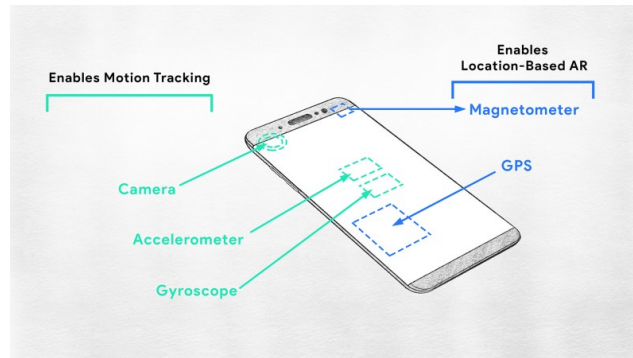 Enables Motion Tracking
Enables
Location-Based AR
Magnetometer
GPS
Camera
Accelerometer
Gyroscope